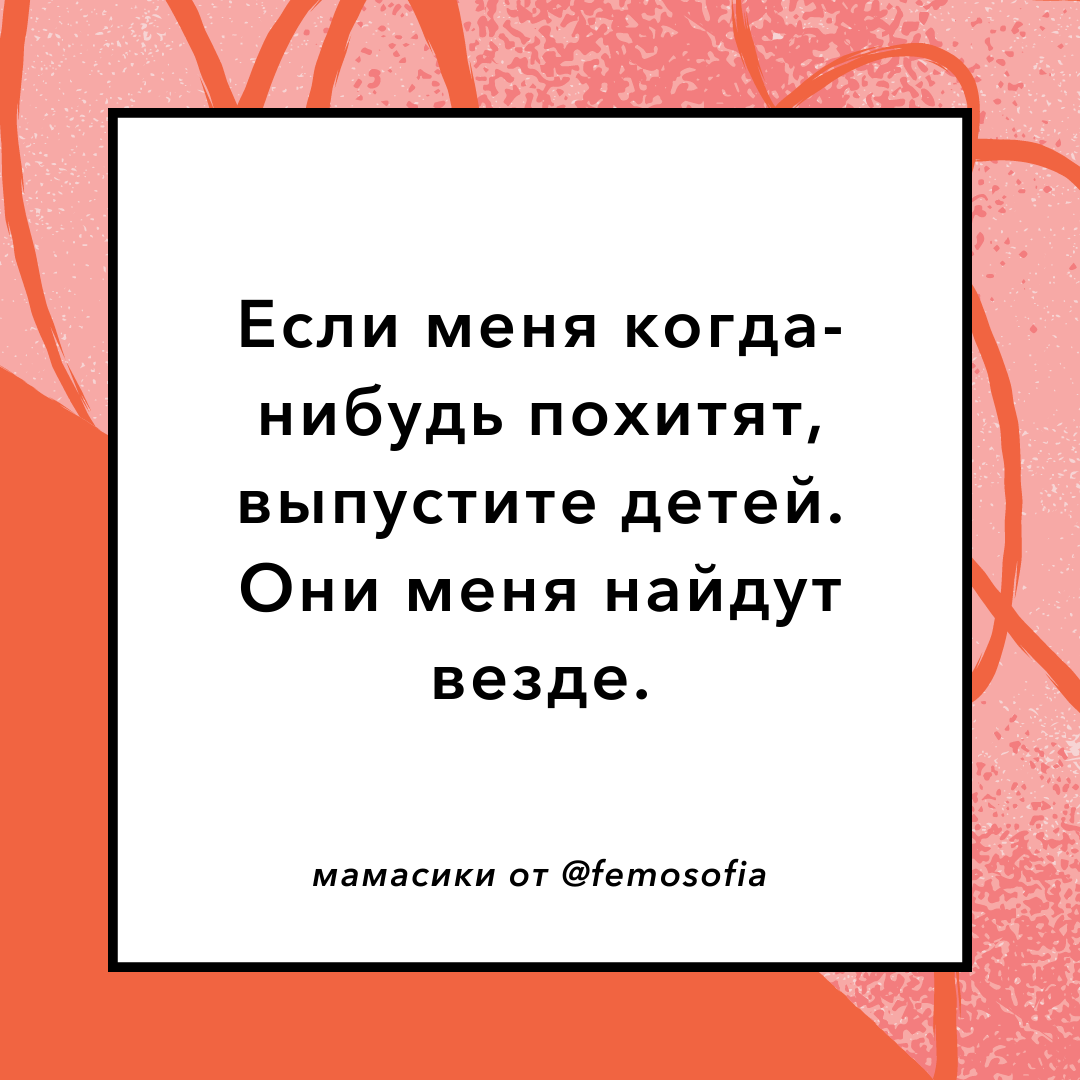 Если меня когда-
нибудь похитят,
выпустите детей.
Они меня найдут
везде.
мамасики от @femosofia